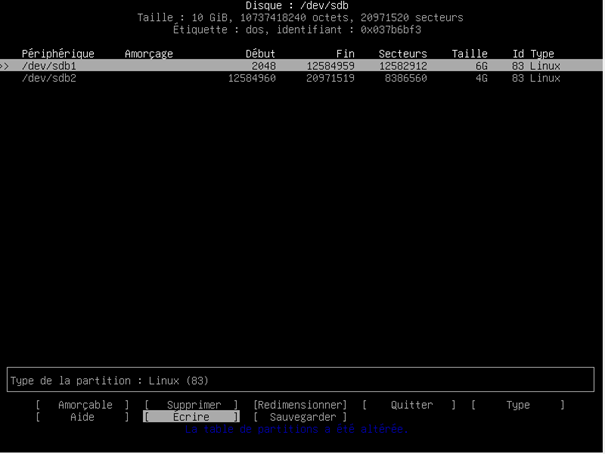 Disque : /dev/sdb
Taille : 10 GiB, 10737418240 octets, 20971520 secteurs
Étiquette : dos, identifiant : 0x037b6bf3
Périphérique Amorçage Début Fin Secteurs Taille Id Type
>> /dev/sdb1 2048 12584959 12582912 6G 83 Linux
/dev/sdb2 12584960 20971519 8386560 4G 83 Linux
Type de la partition : Linux (83)
[ Amorçable ] [ Supprimer ] [Redimensionner] [ Quitter ] [ Type ]
[ Aide ] [ Écrire ] [ Sauvegarder ]
La table de partitions a été altérée.